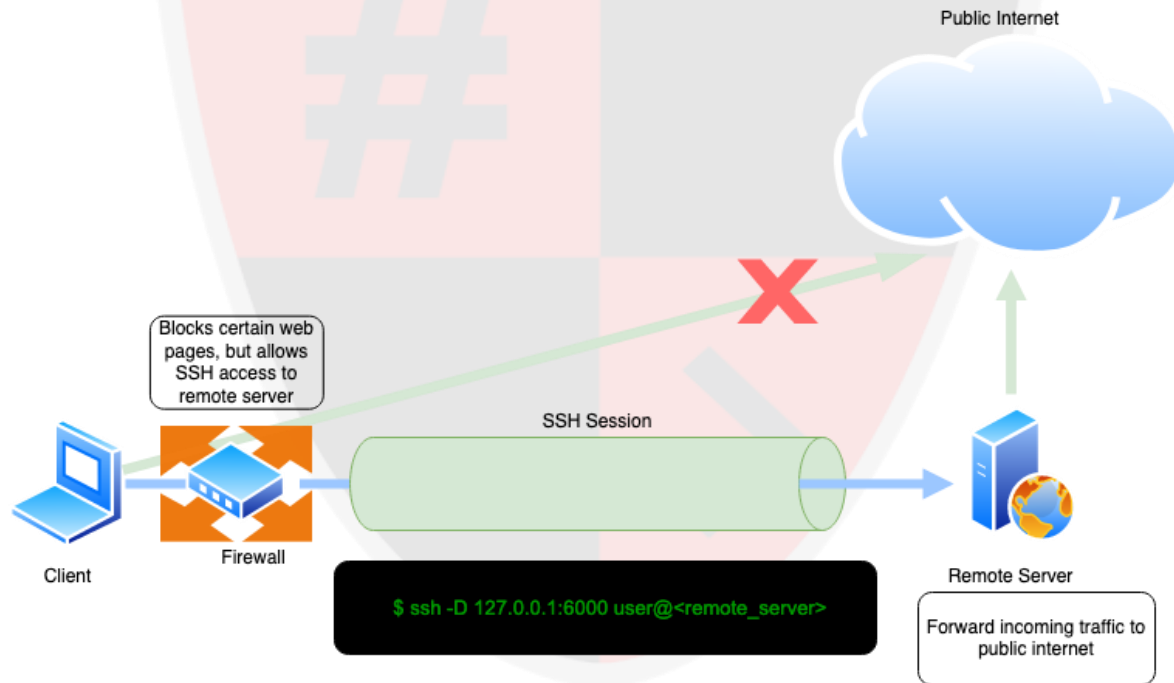 Public Internet
Blocks certain web
pages, but allows
SSH access to
remote server
SSH Session
Firewall
Client
Remote Server
$ ssh -D 127.0.0.1:6000 user@<remote_server>
Forward incoming traffic to
public internet